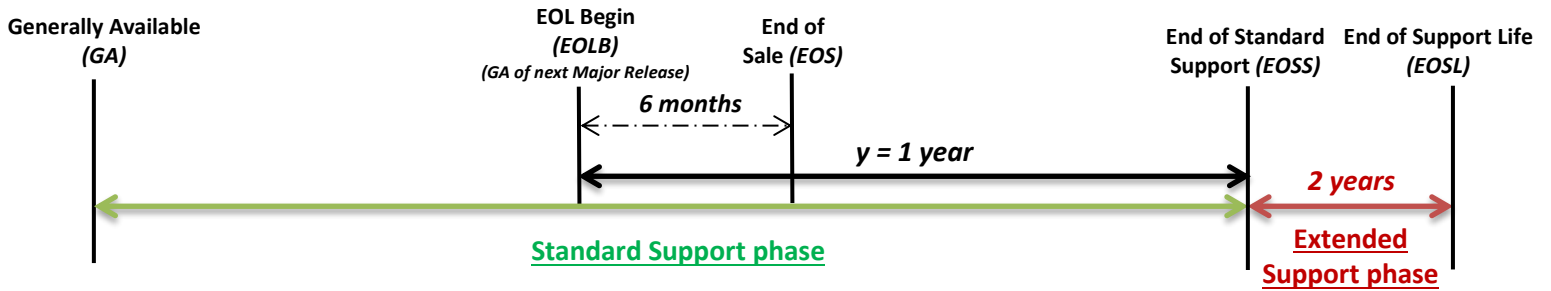 Generally Available
(GA)
EOL Begin
(EOLB)
(GA of next Major Release)
End of
Sale (EOS)
End of Standard
Support (EOSS)
End of Support Life
(EOSL)
6 months
y = 1 year
2 years
Standard Support phase
Extended
Support phase